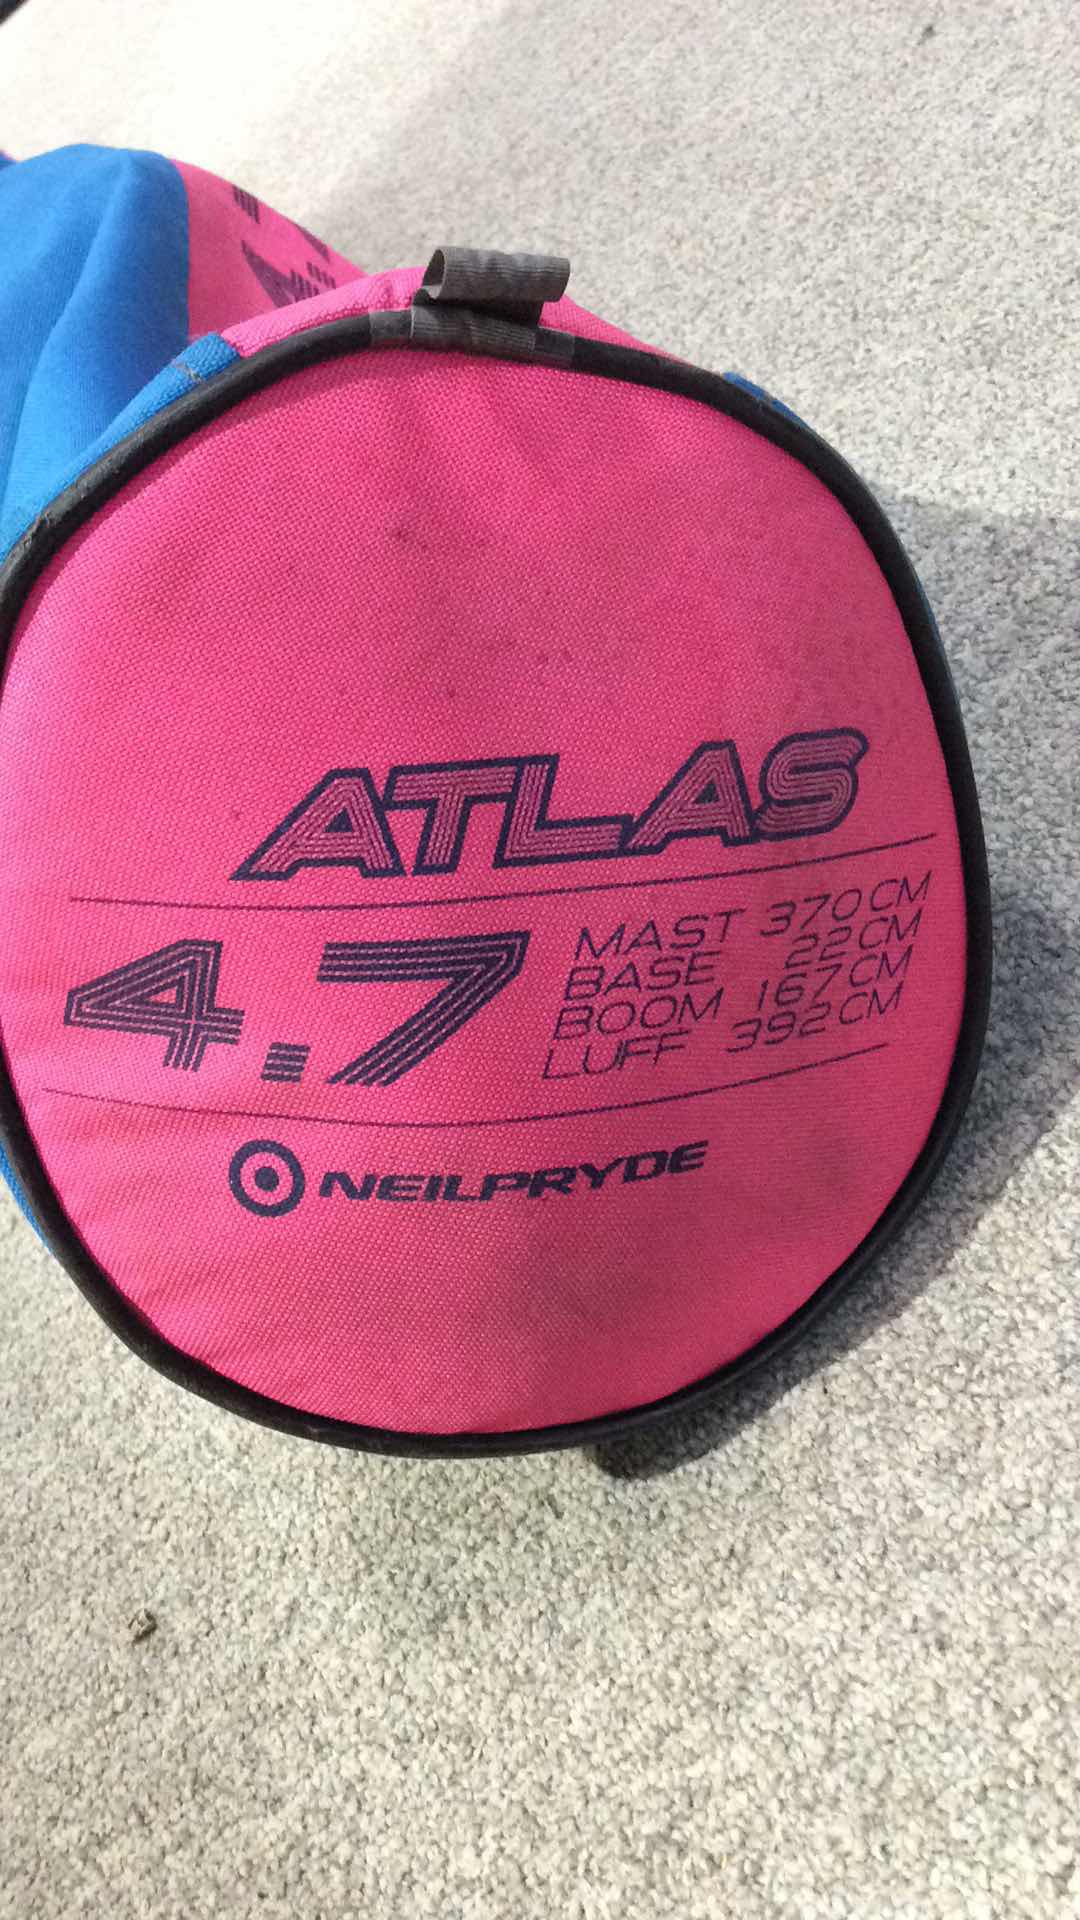 ATLAS
4.7
MAST 370 CM
BASE 22 CM
BOOM 167 CM
LUFF 392 CM
NEILPRYDE